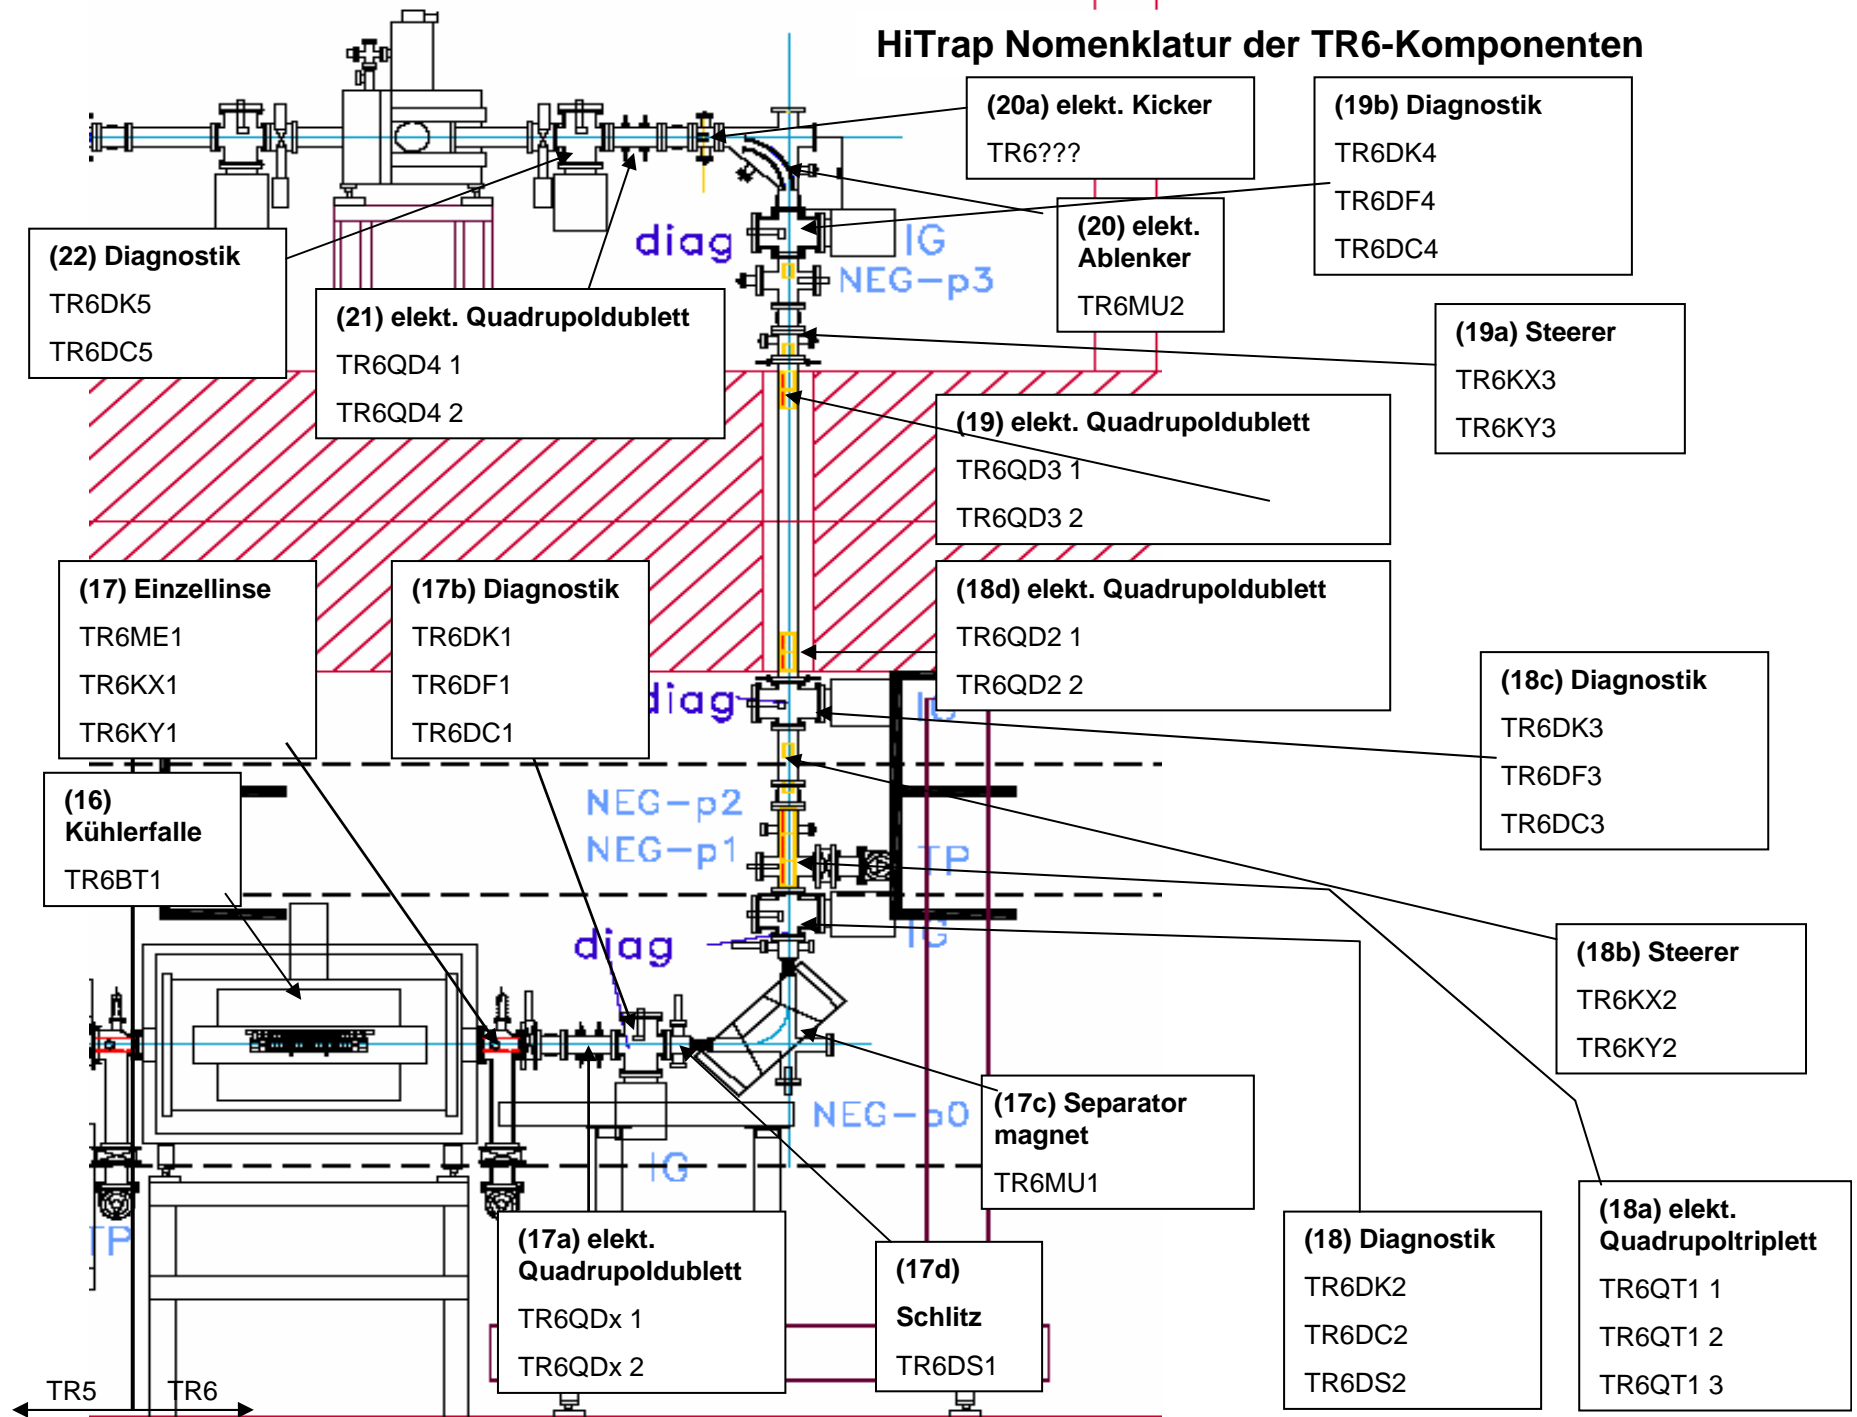 HiTrap Nomenklatur der TR6-Komponenten
(20a) elekt. Kicker
TR6???
(19b) Diagnostik
TR6DK4
TR6DF4
TR6DC4
(20) elekt.
Ablenker
TR6MU2
(22) Diagnostik
TR6DK5
TR6DC5
(21) elekt. Quadrupoldublett
TR6QD4 1
TR6QD4 2
diag
IG
NEG-p3
(19a) Steerer
TR6KX3
TR6KY3
(19) elekt. Quadrupoldublett
TR6QD3 1
TR6QD3 2
(17) Einzellinse
TR6ME1
TR6KX1
TR6KY1
(17b) Diagnostik
TR6DK1
TR6DF1
TR6DC1
(18d) elekt. Quadrupoldublett
TR6QD2 1
TR6QD2 2
diag
IG
(18c) Diagnostik
TR6DK3
TR6DF3
TR6DC3
(16)
Kühlerfalle
TR6BT1
NEG-p2
NEG-p1
TP
IG
diag
(18b) Steerer
TR6KX2
TR6KY2
NEG-p0
IG
TP
(17c) Separator
magnet
TR6MU1
(17a) elekt.
Quadrupoldublett
TR6QDx 1
TR6QDx 2
(17d)
Schlitz
TR6DS1
(18) Diagnostik
TR6DK2
TR6DC2
TR6DS2
(18a) elekt.
Quadrupoltriplett
TR6QT1 1
TR6QT1 2
TR6QT1 3
TR5
TR6